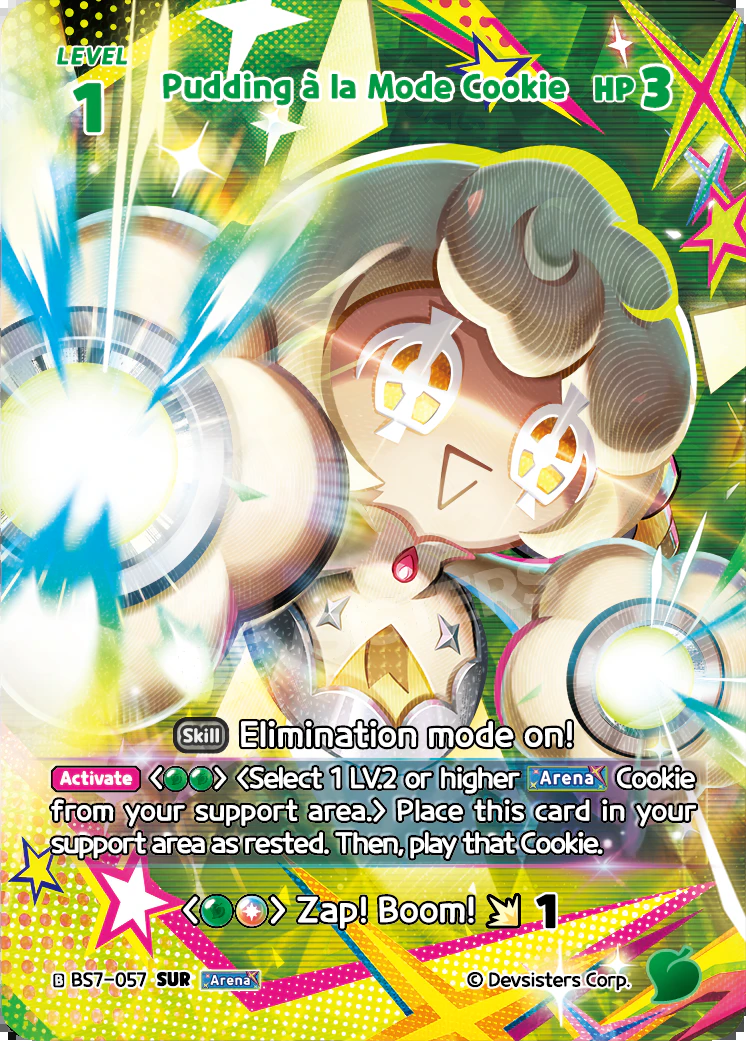 LEVEL
1
Pudding à la Mode Cookie HP 3
Skill Elimination mode on!
Activate < > <Select 1 LV.2 or higher Arena Cookie
from your support area.> Place this card in your
support area as rested. Then, play that Cookie.
< > Zap! Boom! 1
B BS7-057 SUR Arena © Devsisters Corp.